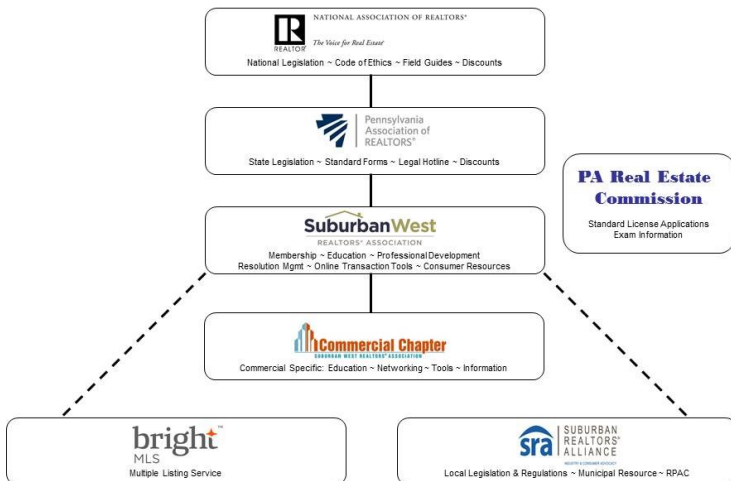 NATIONAL ASSOCIATION OF REALTORS®
The Voice for Real Estate®
REALTOR®
National Legislation ~ Code of Ethics ~ Field Guides ~ Discounts
Pennsylvania
Association of
REALTORS®
State Legislation ~ Standard Forms ~ Legal Hotline ~ Discounts
PA Real Estate
Commission
Standard License Applications
Exam Information
SuburbanWest
REALTORS® ASSOCIATION
Membership ~ Education ~ Professional Development
Resolution Mgmt ~ Online Transaction Tools ~ Consumer Resources
Commercial Chapter
SUBURBAN WEST REALTORS® ASSOCIATION
Commercial Specific: Education ~ Networking ~ Tools ~ Information
bright™
MLS
Multiple Listing Service
sra
SUBURBAN
REALTORS®
ALLIANCE
INDUSTRY & CONSUMER ADVOCACY
Local Legislation & Regulations ~ Municipal Resource ~ RPAC